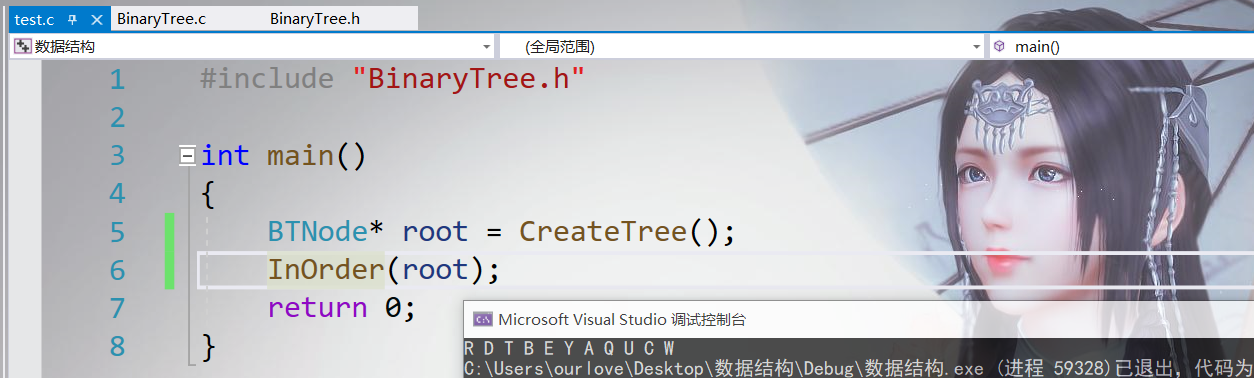 test.c
BinaryTree.c
BinaryTree.h
数据结构
(全局范围)
main()
1 #include "BinaryTree.h"
2
3 int main()
4 {
5 BTNode* root = CreateTree();
6 InOrder(root);
7 return 0;
8 }
C:\ Microsoft Visual Studio 调试控制台
R D T B E Y A Q U C W
C:\Users\ourlove\Desktop\数据结构\Debug\数据结构.exe (进程 59328)已退出，代码为